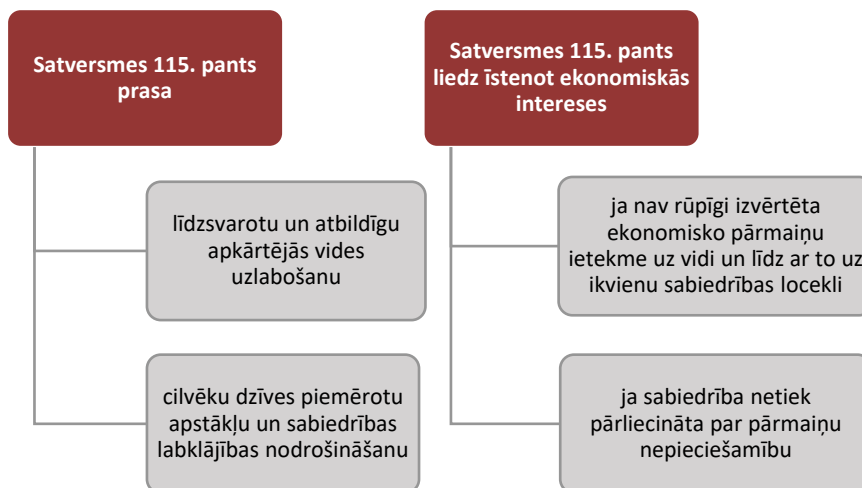 Satversmes 115. pants
prasa
līdzsvarotu un atbildīgu
apkārtējās vides
uzlabošanu
cilvēku dzīves piemērotu
apstākļu un sabiedrības
labklājības nodrošināšanu
Satversmes 115. pants
liedz īstenot ekonomiskās
intereses
ja nav rūpīgi izvērtēta
ekonomisko pārmaiņu
ietekme uz vidi un līdz ar to uz
ikvienu sabiedrības locekli
ja sabiedrība netiek
pārliecināta par pārmaiņu
nepieciešamību